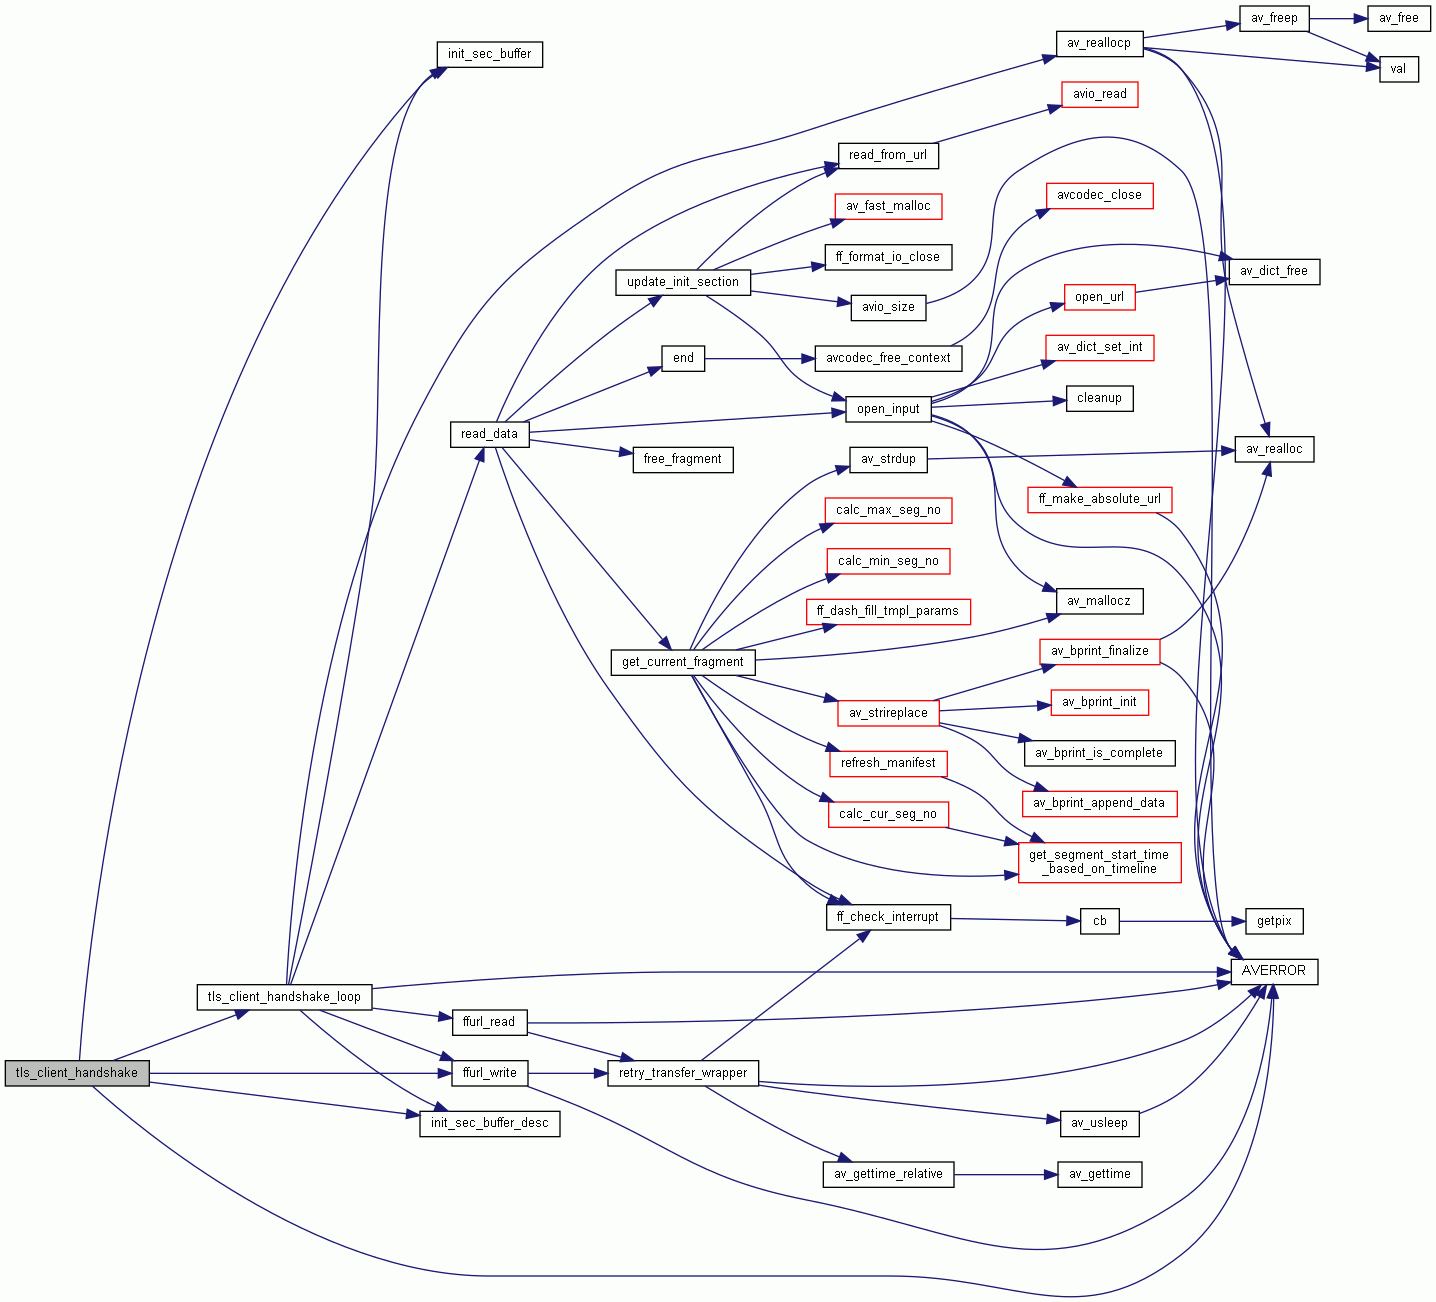 av_freep
av_free
av_reallocp
init_sec_buffer
val
avio_read
read_from_url
avcodec_close
av_fast_malloc
ff_format_io_close
av_dict_free
update_init_section
open_url
avio_size
av_dict_set_int
end
avcodec_free_context
cleanup
open_input
read_data
av_realloc
free_fragment
av_strdup
ff_make_absolute_url
calc_max_seg_no
calc_min_seg_no
av_mallocz
ff_dash_fill_tmpl_params
av_bprint_finalize
get_current_fragment
av_bprint_init
av_strireplace
av_bprint_is_complete
refresh_manifest
av_bprint_append_data
calc_cur_seg_no
get_segment_start_time
_based_on_timeline
ff_check_interrupt
cb
getpix
AVERROR
tls_client_handshake_loop
ffurl_read
tls_client_handshake
ffurl_write
retry_transfer_wrapper
init_sec_buffer_desc
av_usleep
av_gettime_relative
av_gettime